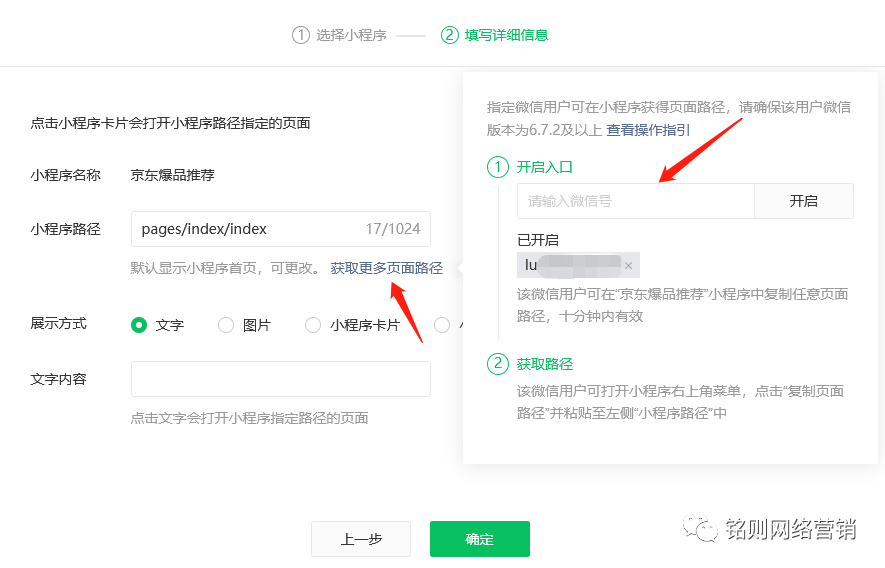 ① 选择小程序 ② 填写详细信息
点击小程序卡片会打开小程序路径指定的页面
小程序名称 京东爆品推荐
小程序路径 pages/index/index 17/1024
默认显示小程序首页，可更改。 获取更多页面路径
展示方式 文字 图片 小程序卡片
文字内容
点击文字会打开小程序指定路径的页面
指定微信用户可在小程序获得页面路径，请确保该用户微信
版本为6.7.2及以上 查看操作指引
① 开启入口
请输入微信号 开启
已开启
lu ×
该微信用户可在“京东爆品推荐”小程序中复制任意页面
路径，十分钟内有效
② 获取路径
该微信用户可打开小程序右上角菜单，点击“复制页面
路径”并粘贴至左侧“小程序路径”中
上一步 确定
铭则网络营销